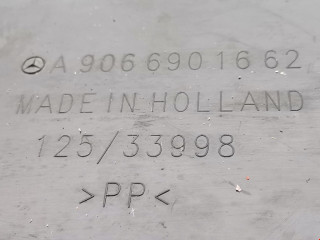 A 906 690 16 62
MADE IN HOLLAND
125/33998
>PP<